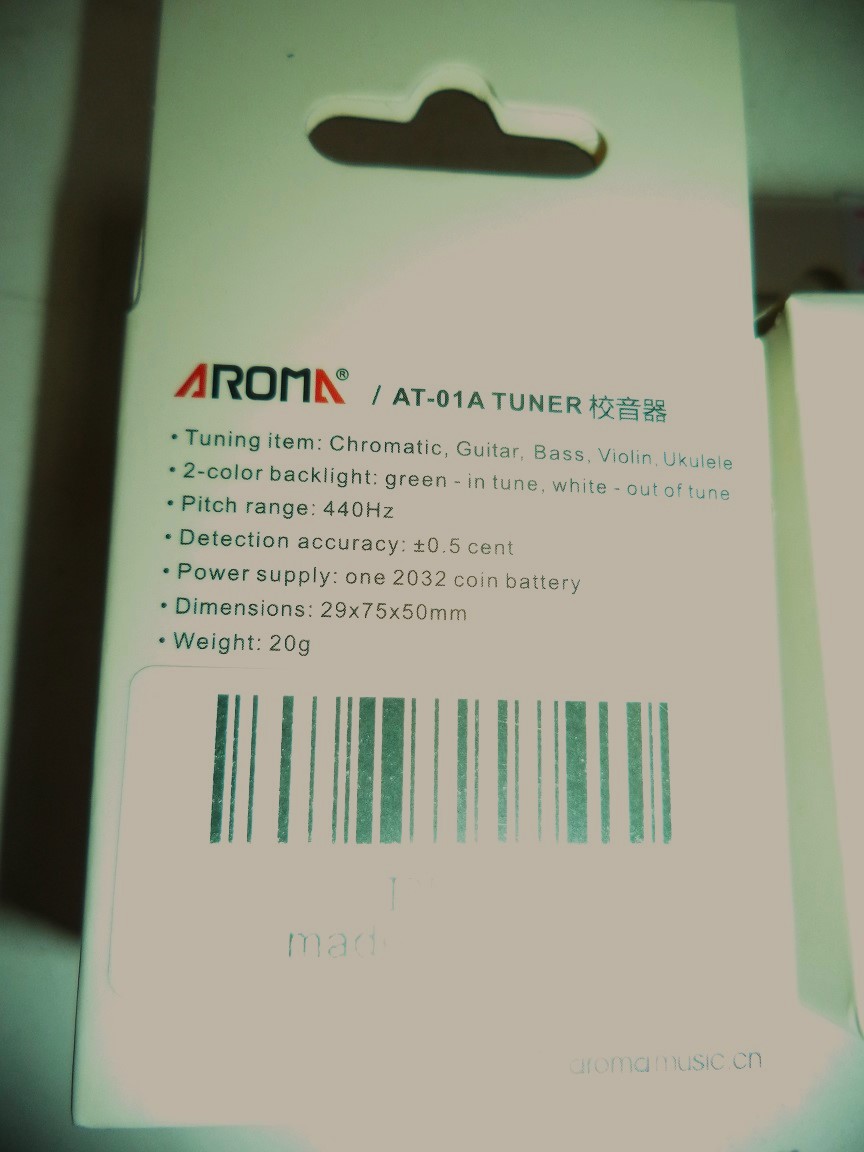 AROMA® / AT-01A TUNER 校音器
• Tuning item: Chromatic, Guitar, Bass, Violin, Ukulele
• 2-color backlight: green - in tune, white - out of tune
• Pitch range: 440Hz
• Detection accuracy: ±0.5 cent
• Power supply: one 2032 coin battery
• Dimensions: 29x75x50mm
• Weight: 20g
aromamusic.cn